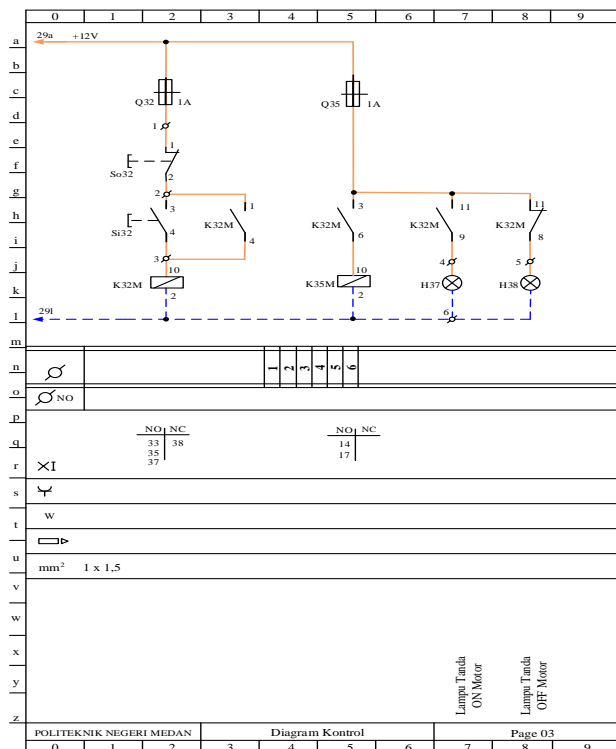 0 1 2 3 4 5 6 7 8 9
a
29a +12V
b
c
Q32 1A
Q35 1A
d
1
e
1
f
So32
2
g
2
3 1 3 11 11
h
Si32 K32M K32M K32M K32M
4 4 6 9 8
i
j
3 4 5
10 10
k
K32M K35M H37 H38
2 2
l
29l
6
m
n
1 2 3 4 5 6
o
NO
p
q
NO NC NO NC
33 38 14
35 17
37
r
XI
s
t
W
u
mm² 1 x 1,5
v
w
x
y
Lampu Tanda
ON Motor
Lampu Tanda
OFF Motor
z
POLITEKNIK NEGERI MEDAN Diagram Kontrol Page 03
0 1 2 3 4 5 6 7 8 9